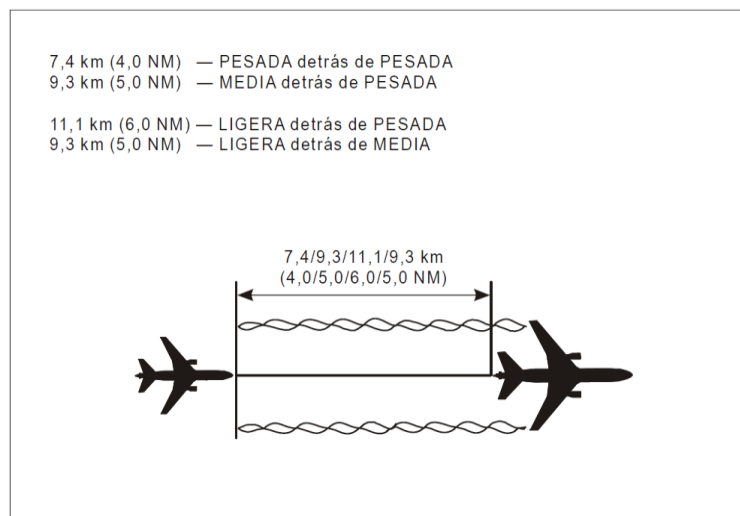 7,4 km (4,0 NM) — PESADA detrás de PESADA
9,3 km (5,0 NM) — MEDIA detrás de PESADA
11,1 km (6,0 NM) — LIGERA detrás de PESADA
9,3 km (5,0 NM) — LIGERA detrás de MEDIA
7,4/9,3/11,1/9,3 km
(4,0/5,0/6,0/5,0 NM)